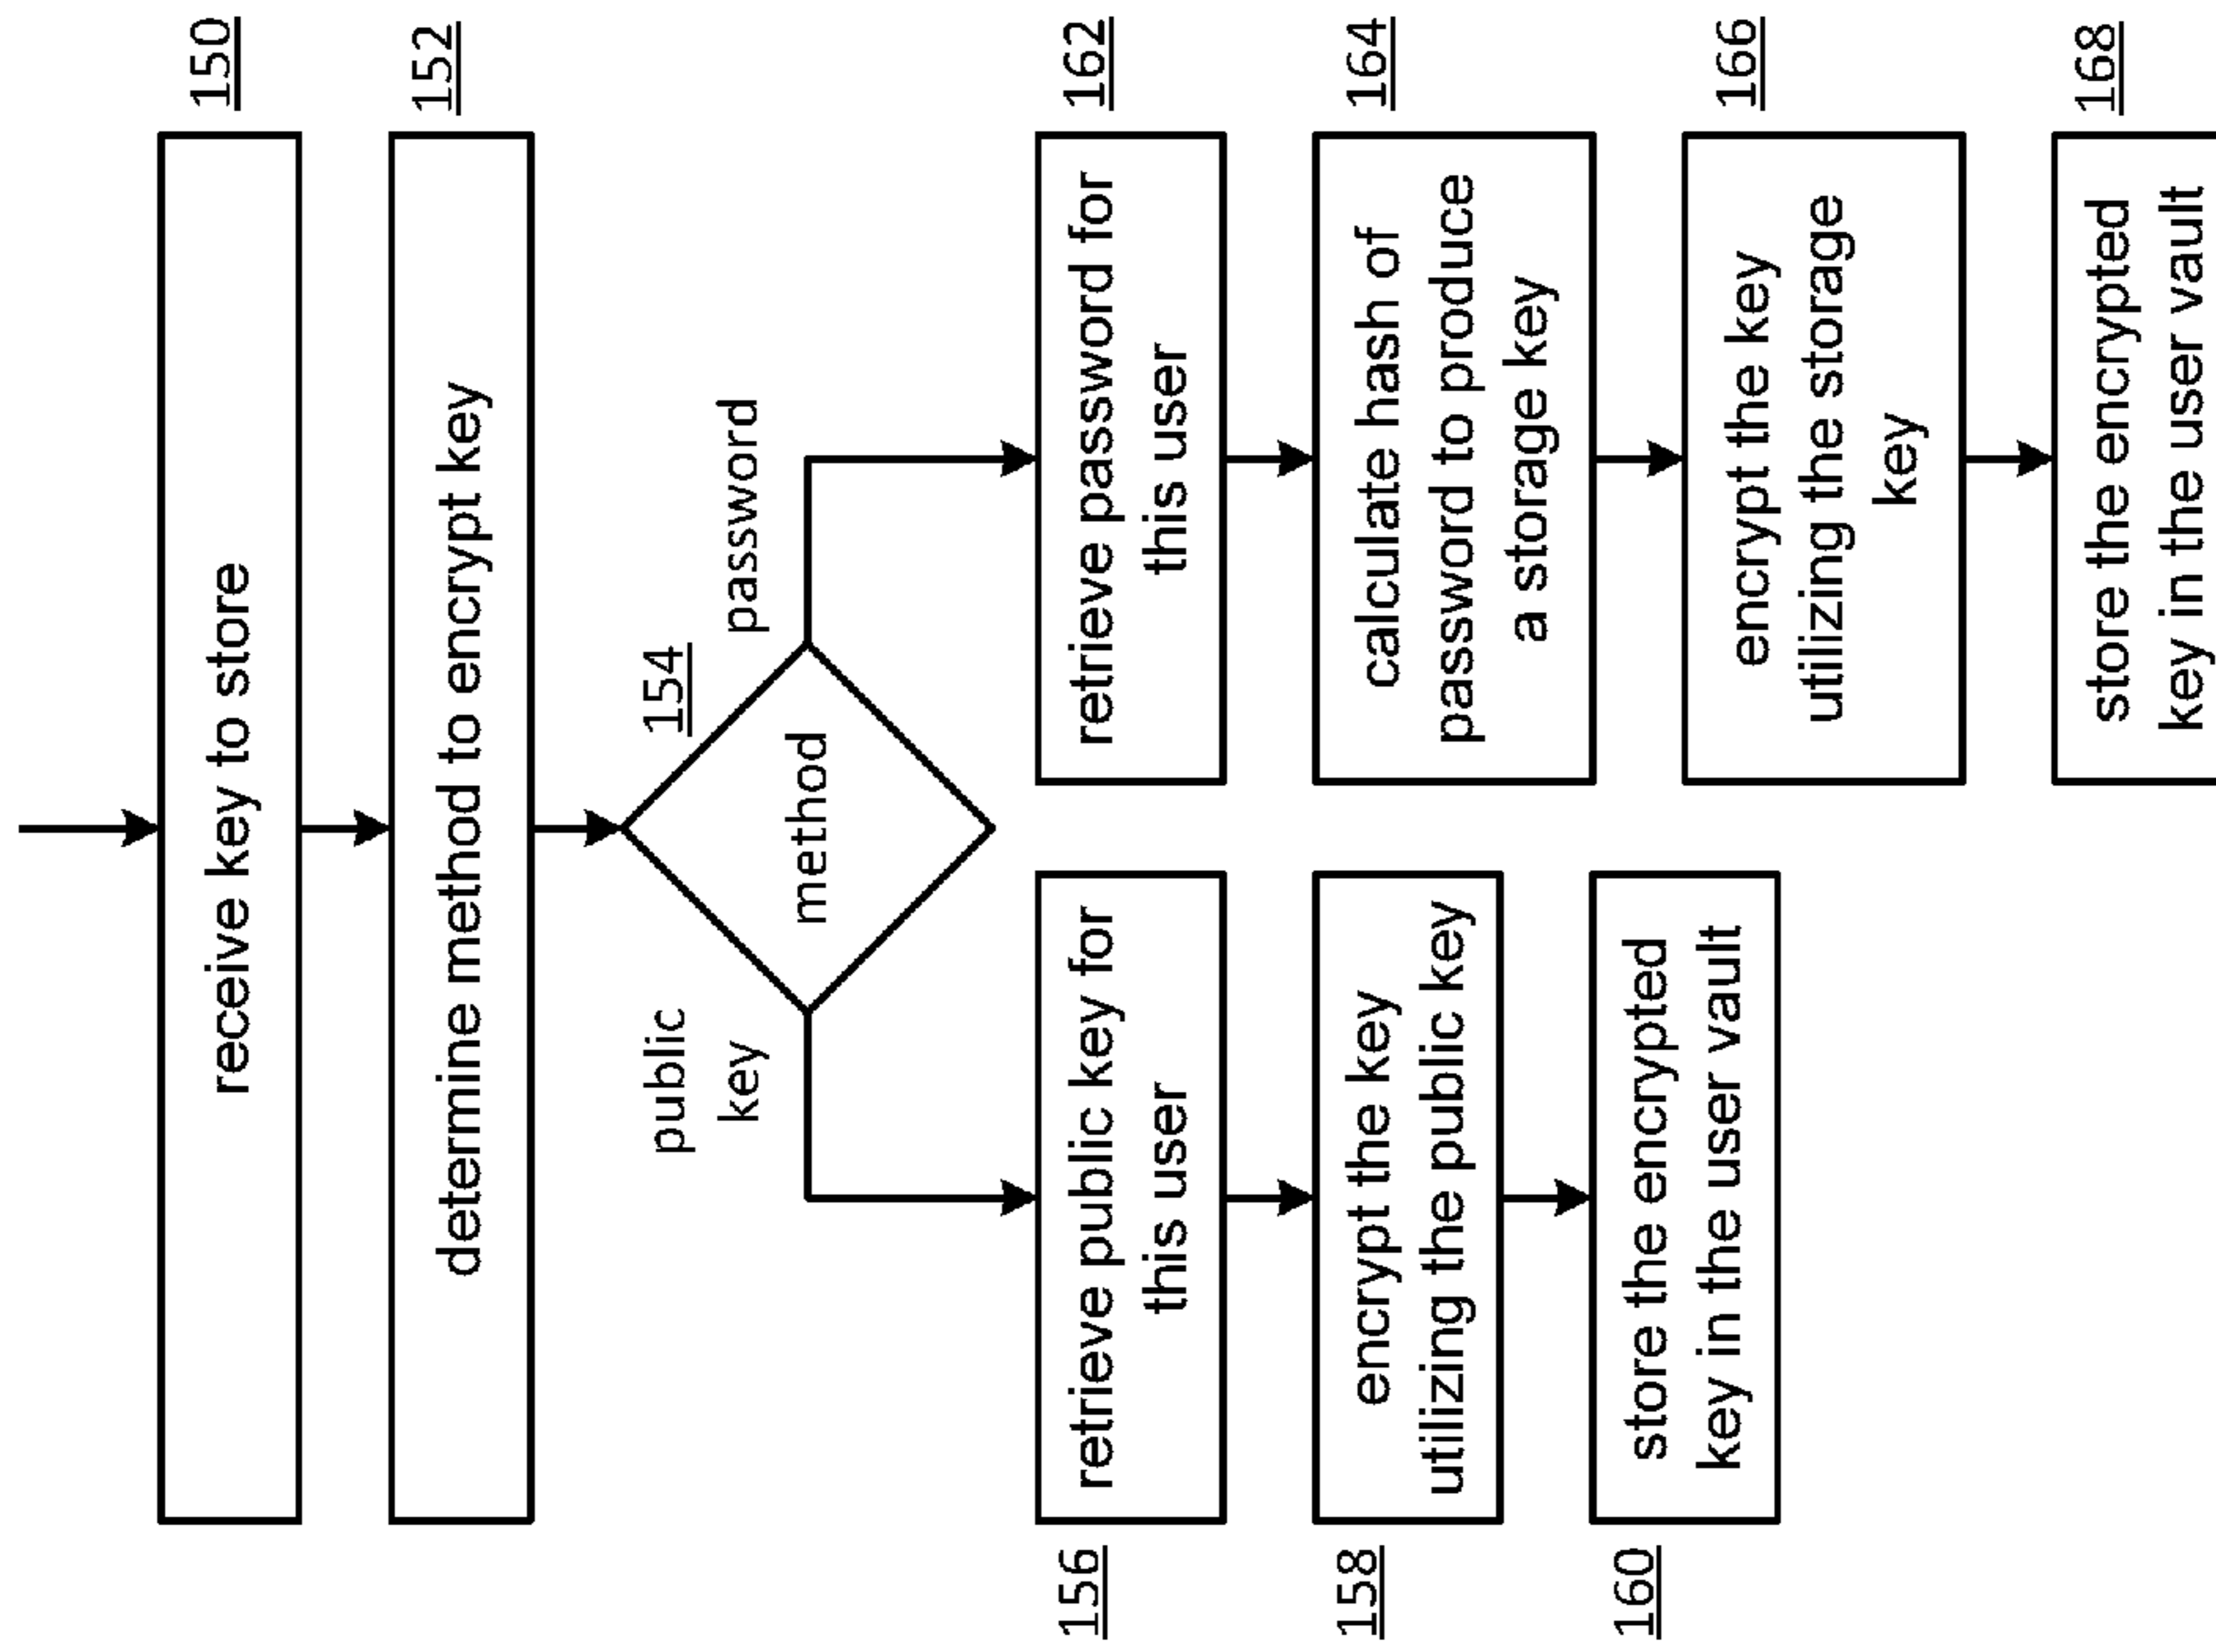 receive key to store
150
determine method to encrypt key
152
154
method
public
key
password
156
retrieve public key for
this user
158
encrypt the key
utilizing the public key
160
store the encrypted
key in the user vault
retrieve password for
this user
162
calculate hash of
password to produce
a storage key
164
encrypt the key
utilizing the storage
key
166
store the encrypted
key in the user vault
168